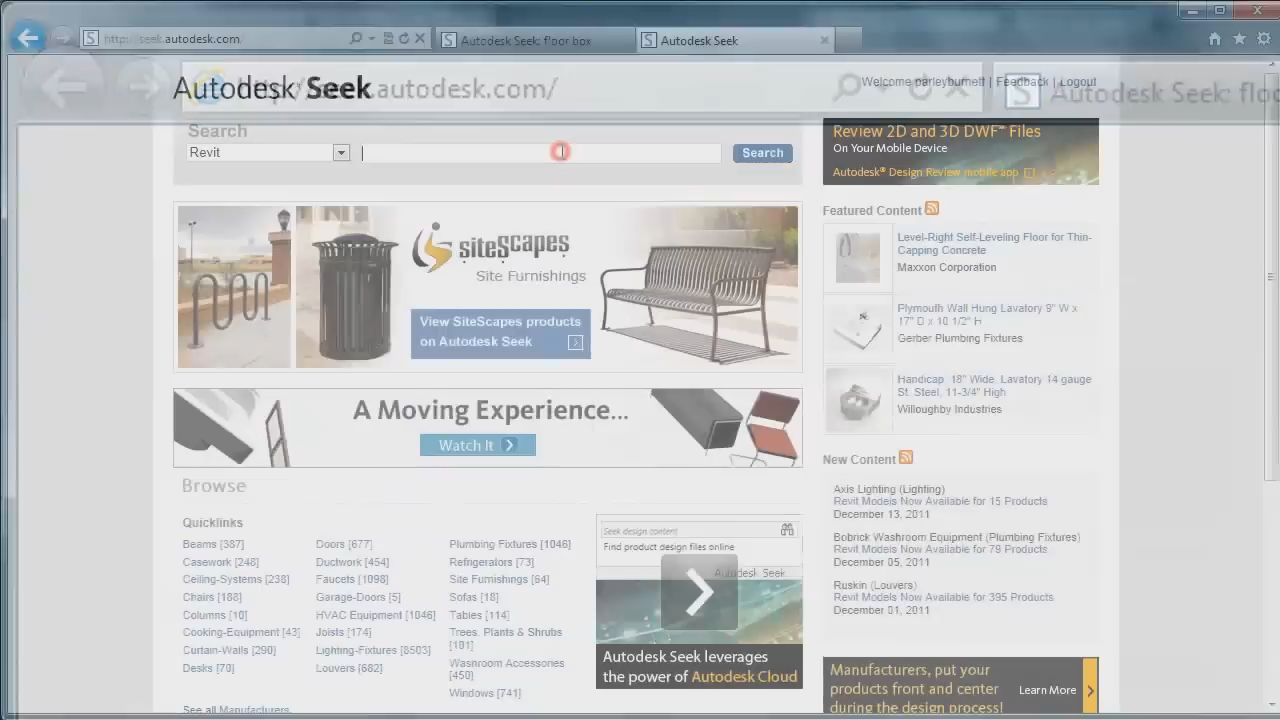 http://seek.autodesk.com/
Autodesk Seek: floor box
Autodesk Seek
Autodesk Seek
.autodesk.com/
Welcome parleyburnett | Feedback | Logout
Autodesk Seek: floo
Search
Revit
Search
Review 2D and 3D DWF™ Files
On Your Mobile Device
Autodesk® Design Review mobile app
siteScapes
Site Furnishings
View SiteScapes products
on Autodesk Seek
Featured Content
Level-Right Self-Leveling Floor for Thin-
Capping Concrete
Maxxon Corporation
Plymouth Wall Hung Lavatory 9" W x
17" D x 10 1/2" H
Gerber Plumbing Fixtures
Handicap, 18" Wide, Lavatory 14 gauge
St. Steel, 11-3/4" High
Willoughby Industries
A Moving Experience...
Watch It
New Content
Axis Lighting (Lighting)
Revit Models Now Available for 15 Products
December 13, 2011
Bobrick Washroom Equipment (Plumbing Fixtures)
Revit Models Now Available for 79 Products
December 05, 2011
Ruskin (Louvers)
Revit Models Now Available for 395 Products
December 01, 2011
Browse
Quicklinks
Beams [387]
Casework [248]
Ceiling-Systems [238]
Chairs [188]
Columns [10]
Cooking-Equipment [43]
Curtain-Walls [290]
Desks [70]
Doors [677]
Ductwork [454]
Faucets [1098]
Garage-Doors [5]
HVAC Equipment [1046]
Joists [174]
Lighting-Fixtures [8503]
Louvers [682]
Plumbing Fixtures [1046]
Refrigerators [73]
Site Furnishings [64]
Sofas [18]
Tables [114]
Trees, Plants & Shrubs
[101]
Washroom Accessories
[450]
Windows [741]
See all Manufacturers.
Seek design content
Find product design files online
Autodesk Seek
Autodesk Seek leverages
the power of Autodesk Cloud
Manufacturers, put your
products front and center
during the design process!
Learn More